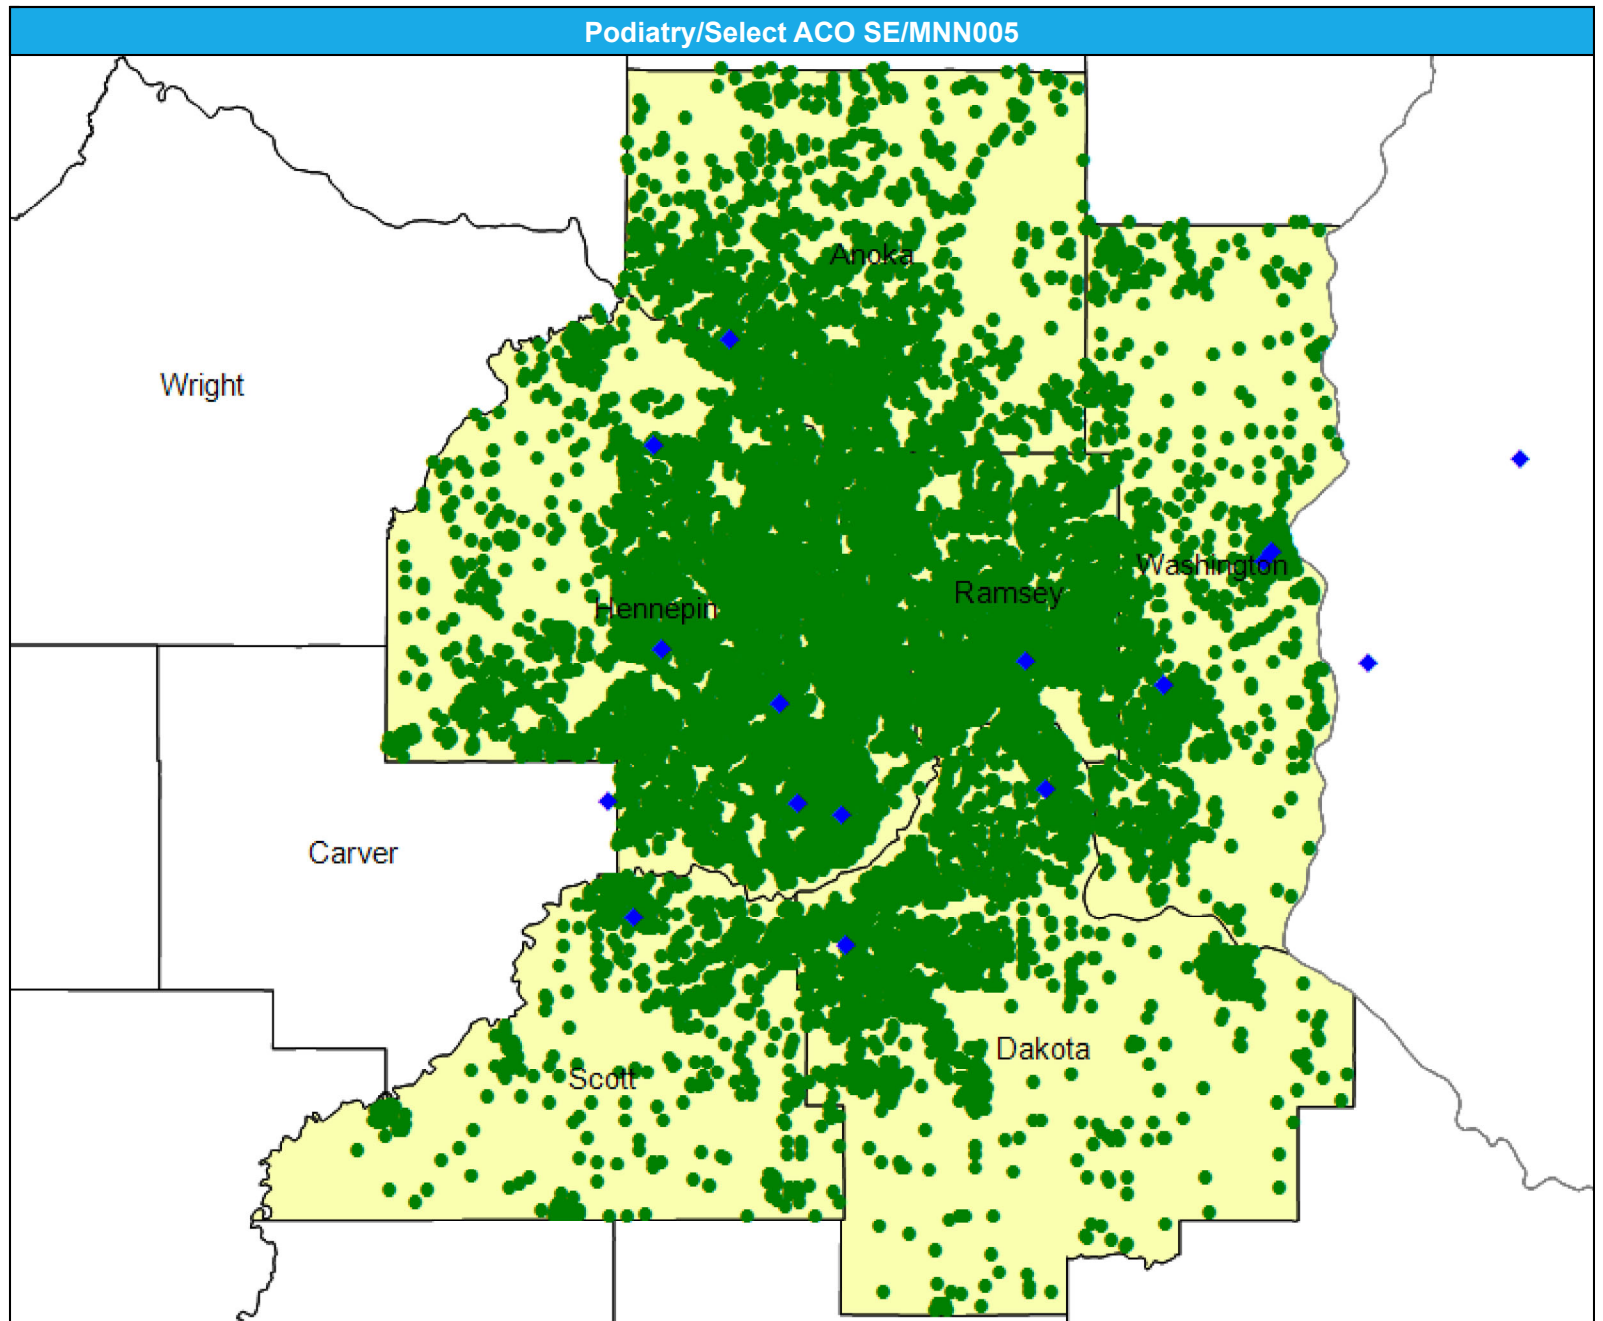 Podiatry/Select ACO SE/MNN005
Anoka
Wright
Washington
Ramsey
Hennepin
Carver
Dakota
Scott